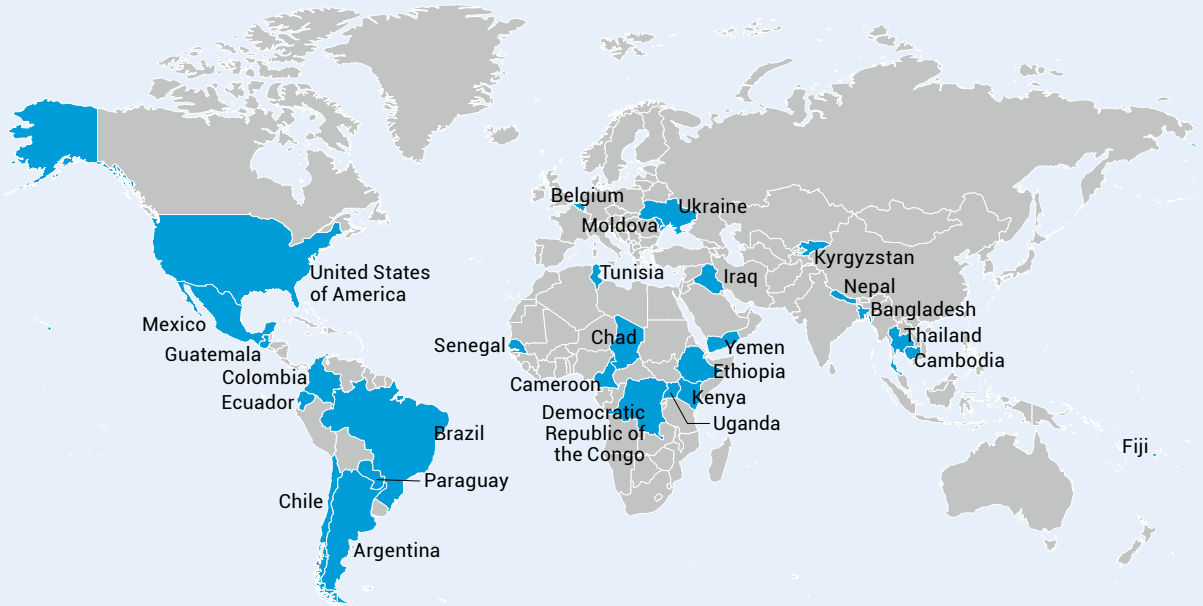 Belgium
Ukraine
Moldova
Kyrgyzstan
United States
of America
Tunisia
Iraq
Nepal
Bangladesh
Mexico
Guatemala
Senegal
Chad
Yemen
Thailand
Cambodia
Colombia
Ecuador
Cameroon
Ethiopia
Kenya
Democratic
Republic of
the Congo
Uganda
Brazil
Fiji
Paraguay
Chile
Argentina